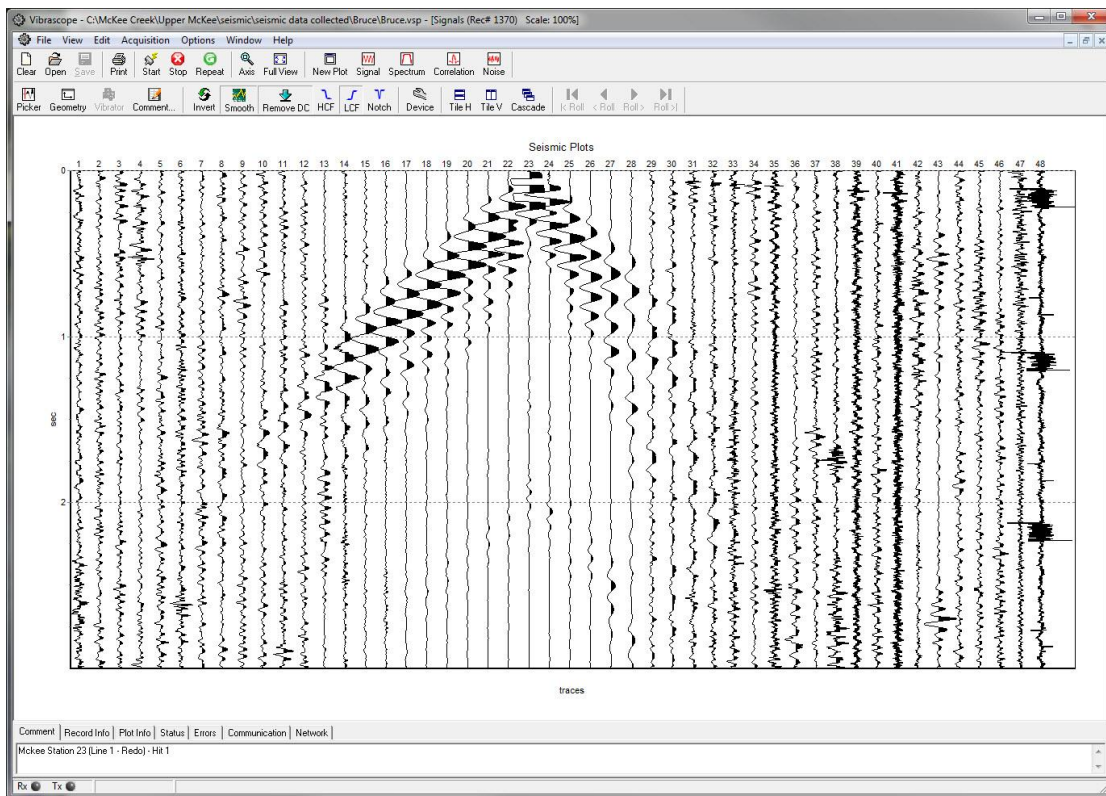 Vibrascope - C:\McKee Creek\Upper McKee\seismic\seismic data collected\Bruce\Bruce.vsp - [Signals (Rec# 1370)  Scale: 100%]
File View Edit Acquisition Options Window Help
Clear Open Save Print Start Stop Repeat Axis Full View New Plot Signal Spectrum Correlation Noise
Picker Geometry Vibrator Comment... Invert Smooth Remove DC HCF LCF Notch Device Tile H Tile V Cascade |< Roll < Roll Roll > Roll >|
Seismic Plots
1 2 3 4 5 6 7 8 9 10 11 12 13 14 15 16 17 18 19 20 21 22 23 24 25 26 27 28 29 30 31 32 33 34 35 36 37 38 39 40 41 42 43 44 45 46 47 48
0
1
sec
2
traces
Comment Record Info Plot Info Status Errors Communication Network
Mckee Station 23 (Line 1 - Redo) - Hit 1
Rx Tx